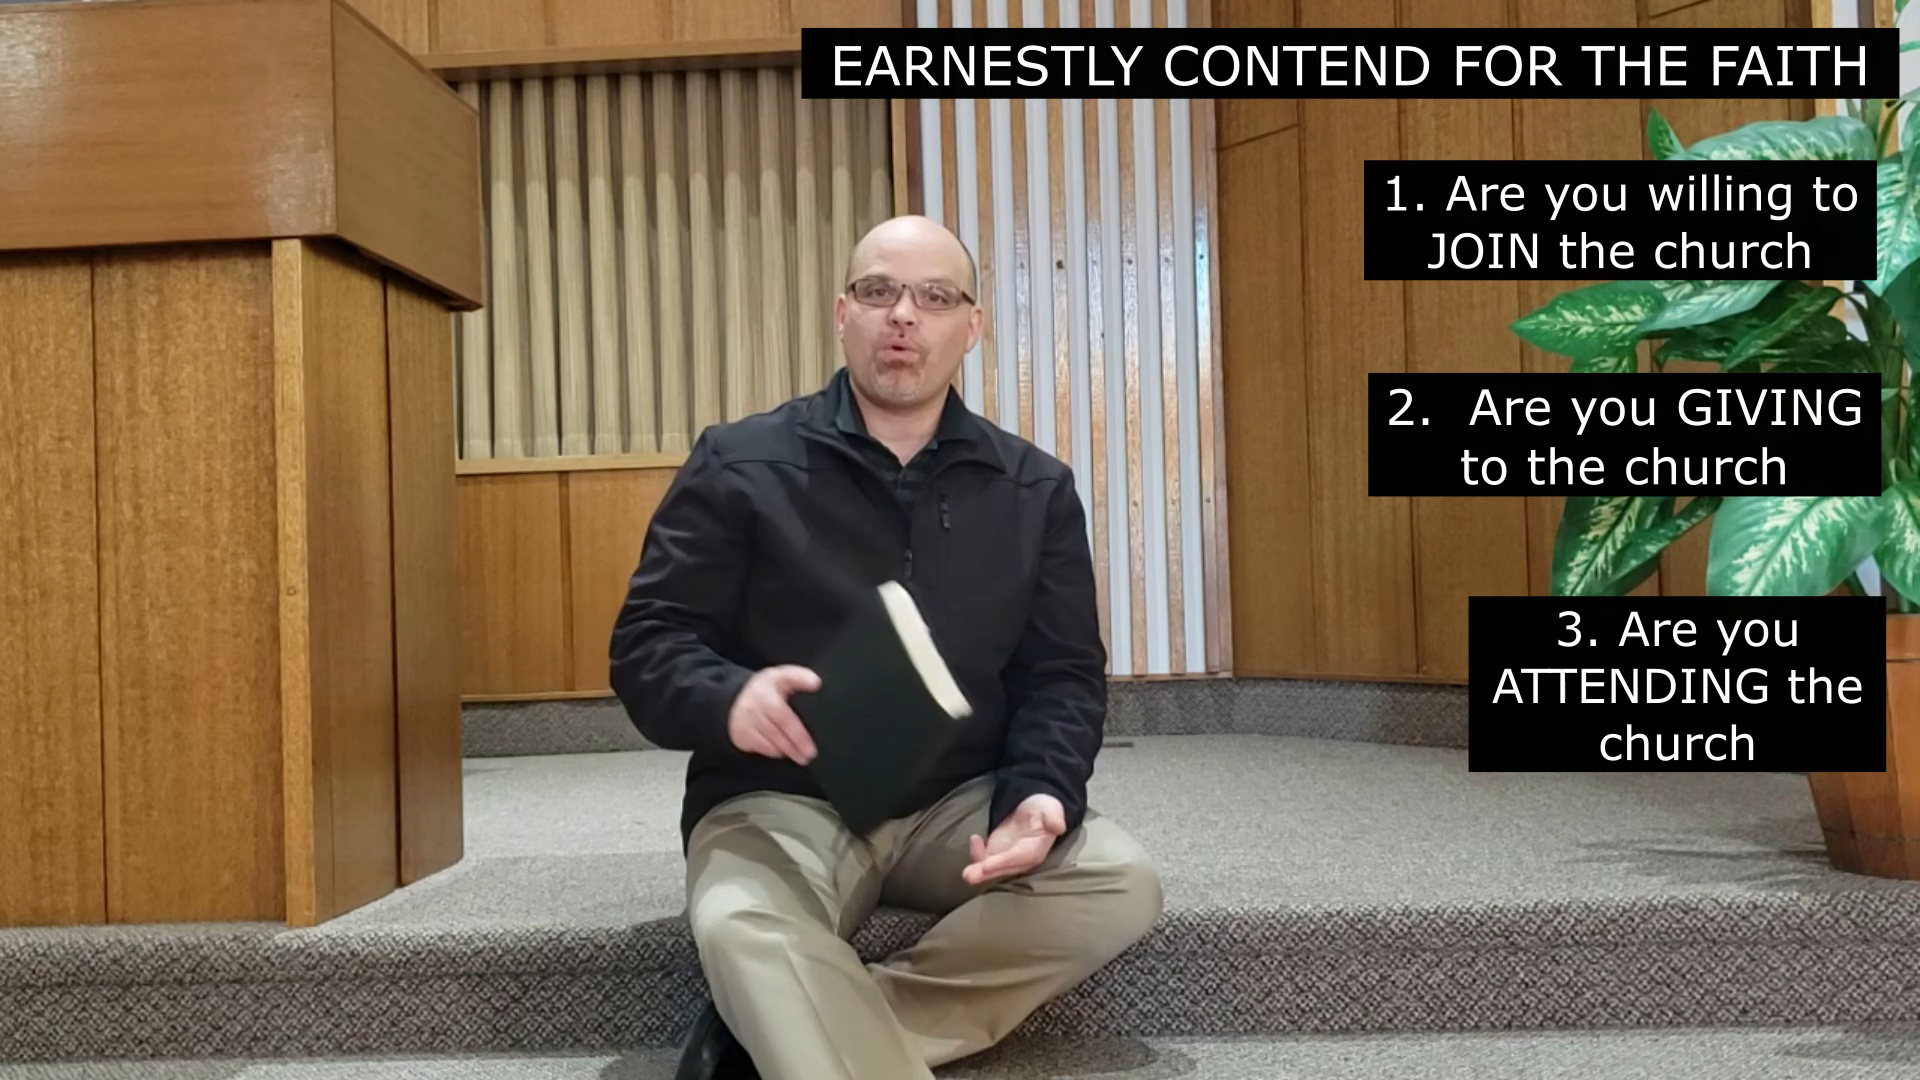 EARNESTLY CONTEND FOR THE FAITH
1. Are you willing to
JOIN the church
2. Are you GIVING
to the church
3. Are you
ATTENDING the
church